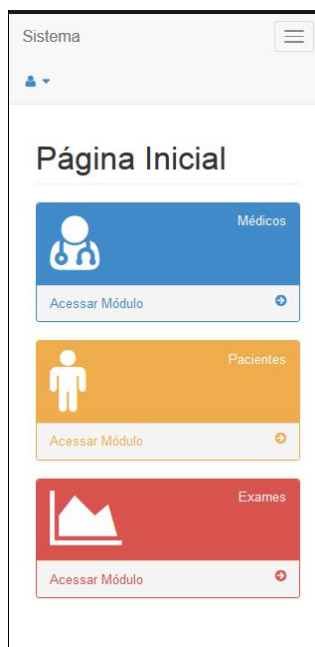 Sistema
Página Inicial
Médicos
Acessar Módulo
Pacientes
Acessar Módulo
Exames
Acessar Módulo